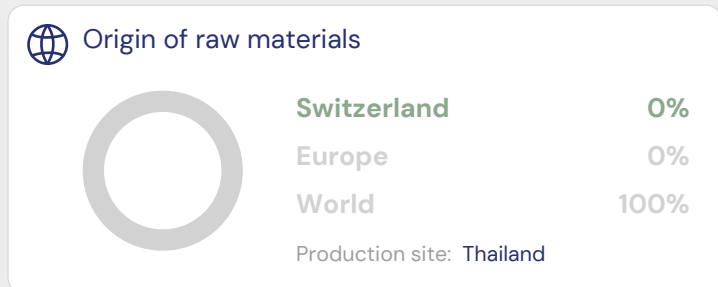 Origin of raw materials
Switzerland 0%
Europe 0%
World 100%
Production site: Thailand